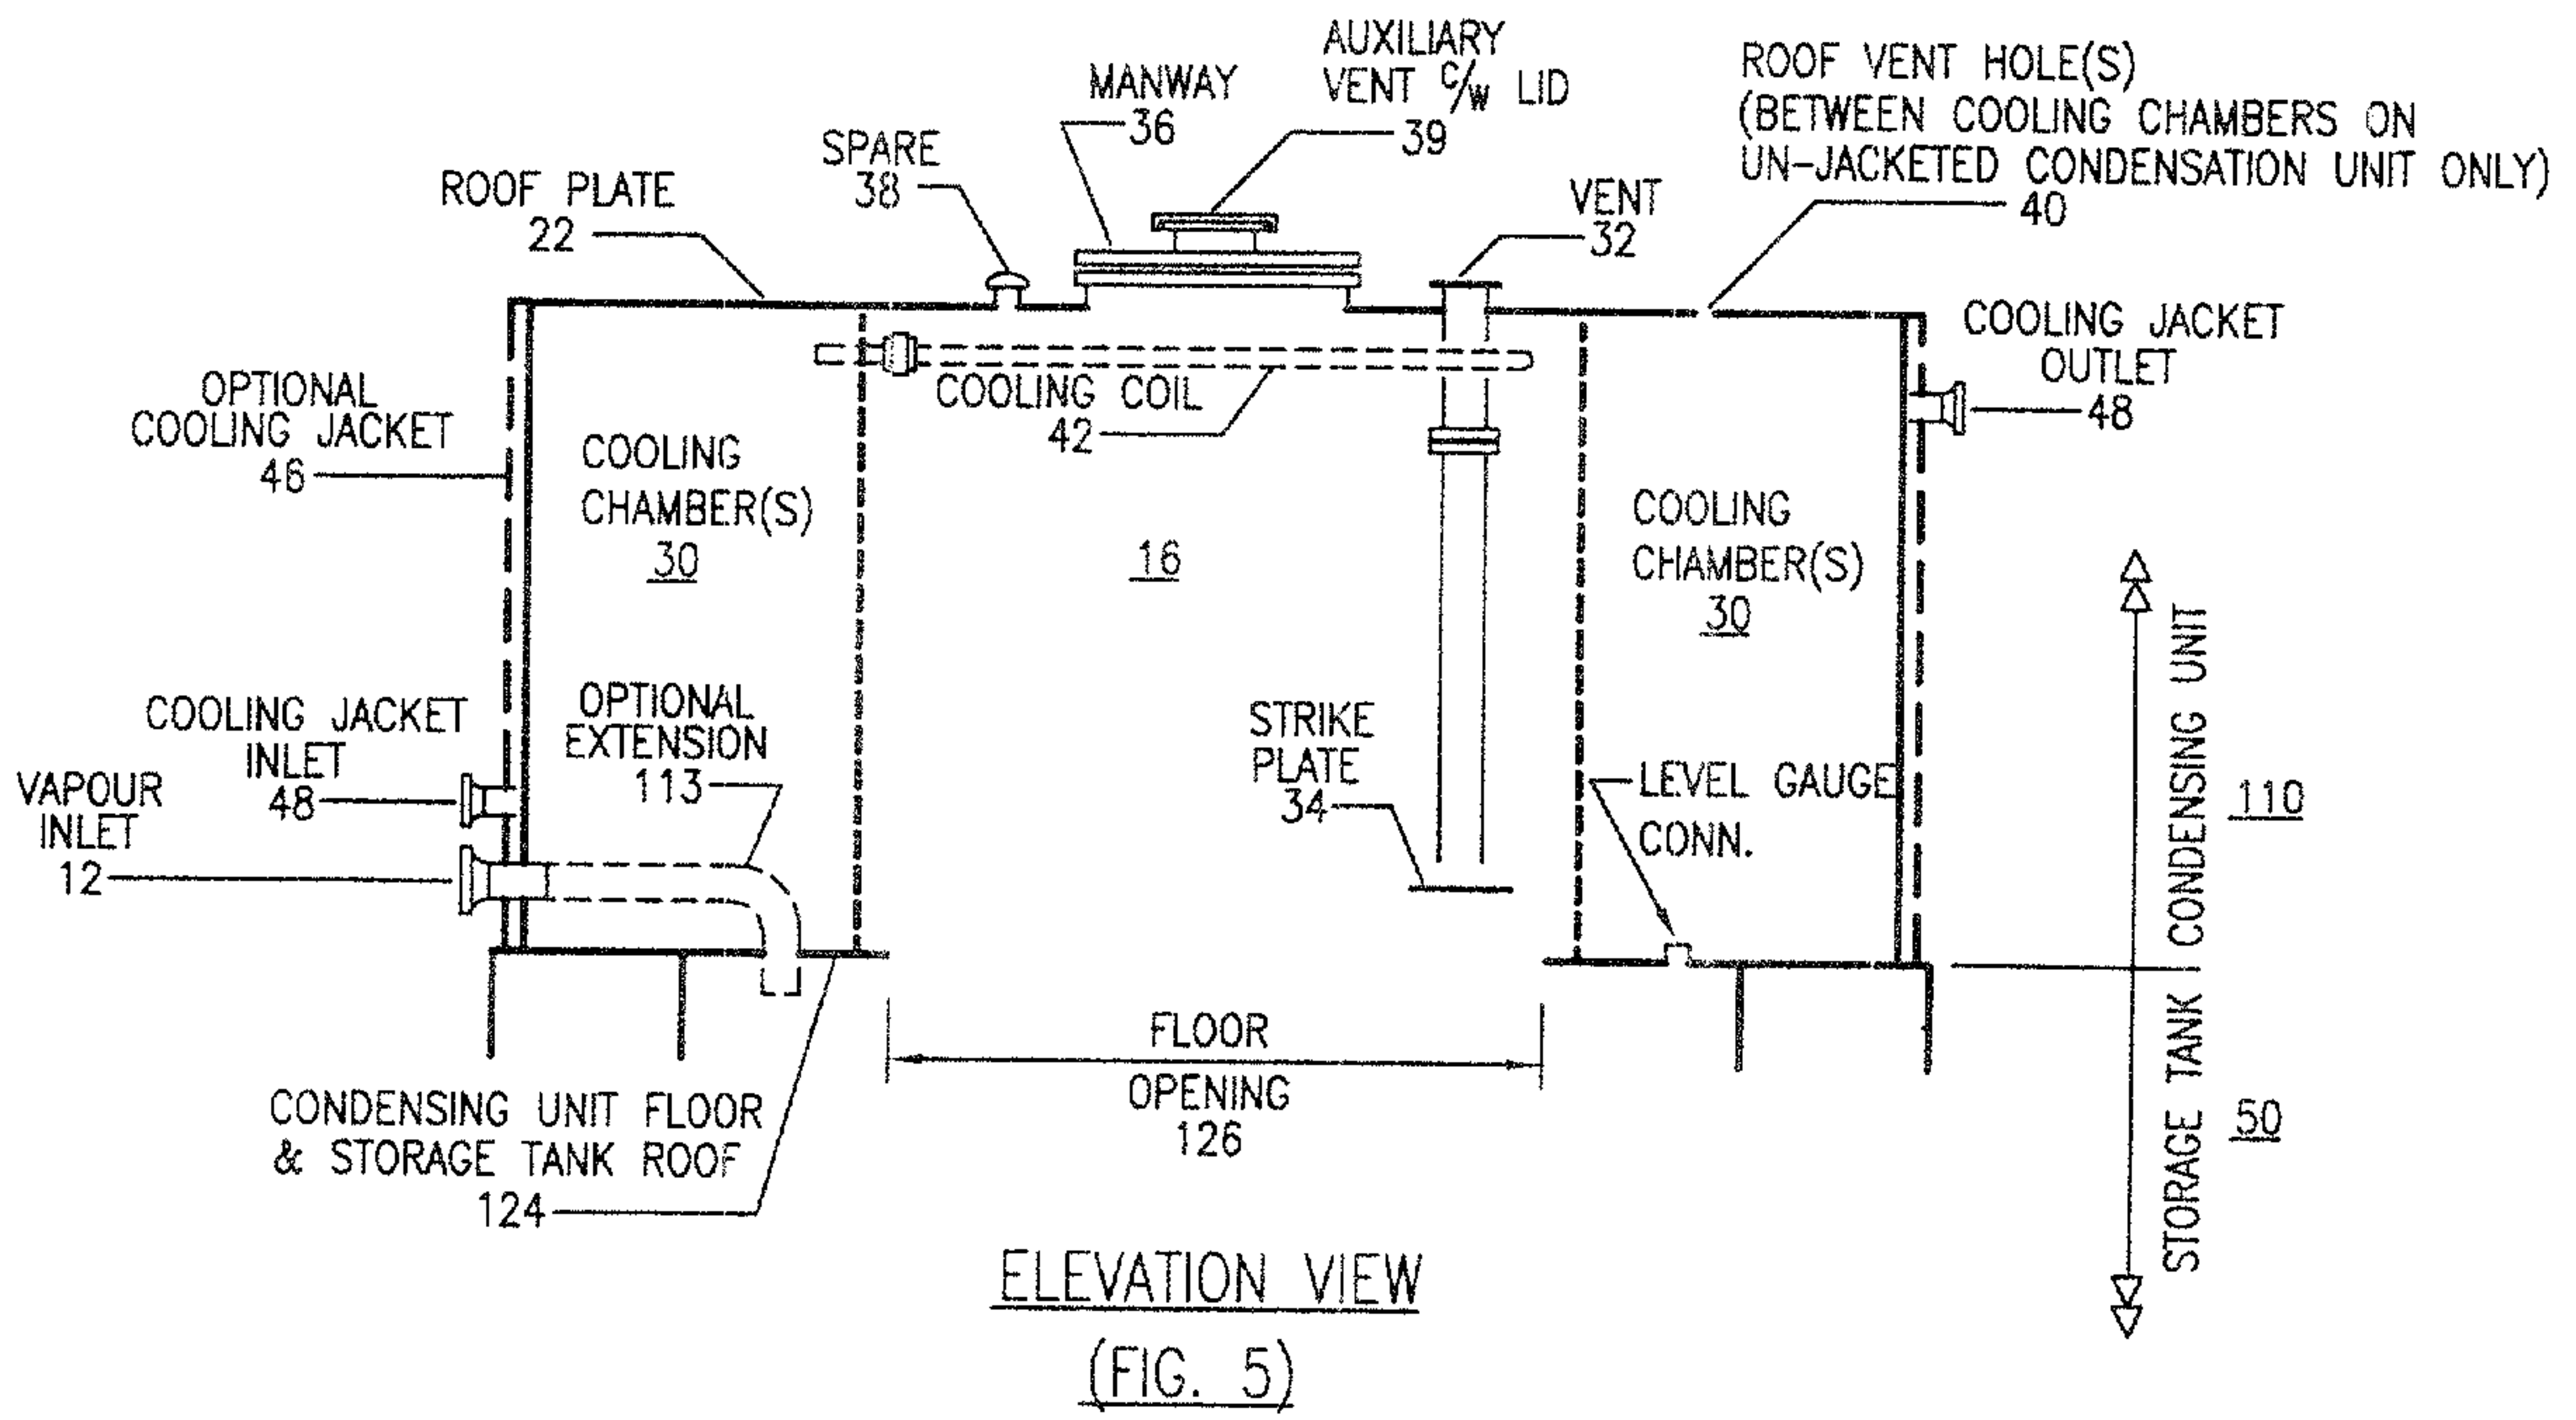 AUXILIARY
VENT C/W LID
39
MANWAY
36
ROOF VENT HOLE(S)
(BETWEEN COOLING CHAMBERS ON
UN-JACKETED CONDENSATION UNIT ONLY)
40
SPARE
38
ROOF PLATE
22
VENT
32
COOLING JACKET
OUTLET
48
OPTIONAL
COOLING JACKET
46
COOLING COIL
42
COOLING
CHAMBER(S)
30
16
COOLING
CHAMBER(S)
30
COOLING JACKET
INLET
48
VAPOUR
INLET
12
OPTIONAL
EXTENSION
113
STRIKE
PLATE
34
LEVEL GAUGE
CONN.
CONDENSING UNIT
110
STORAGE TANK
50
FLOOR
OPENING
126
CONDENSING UNIT FLOOR
& STORAGE TANK ROOF
124
ELEVATION VIEW
(FIG. 5)